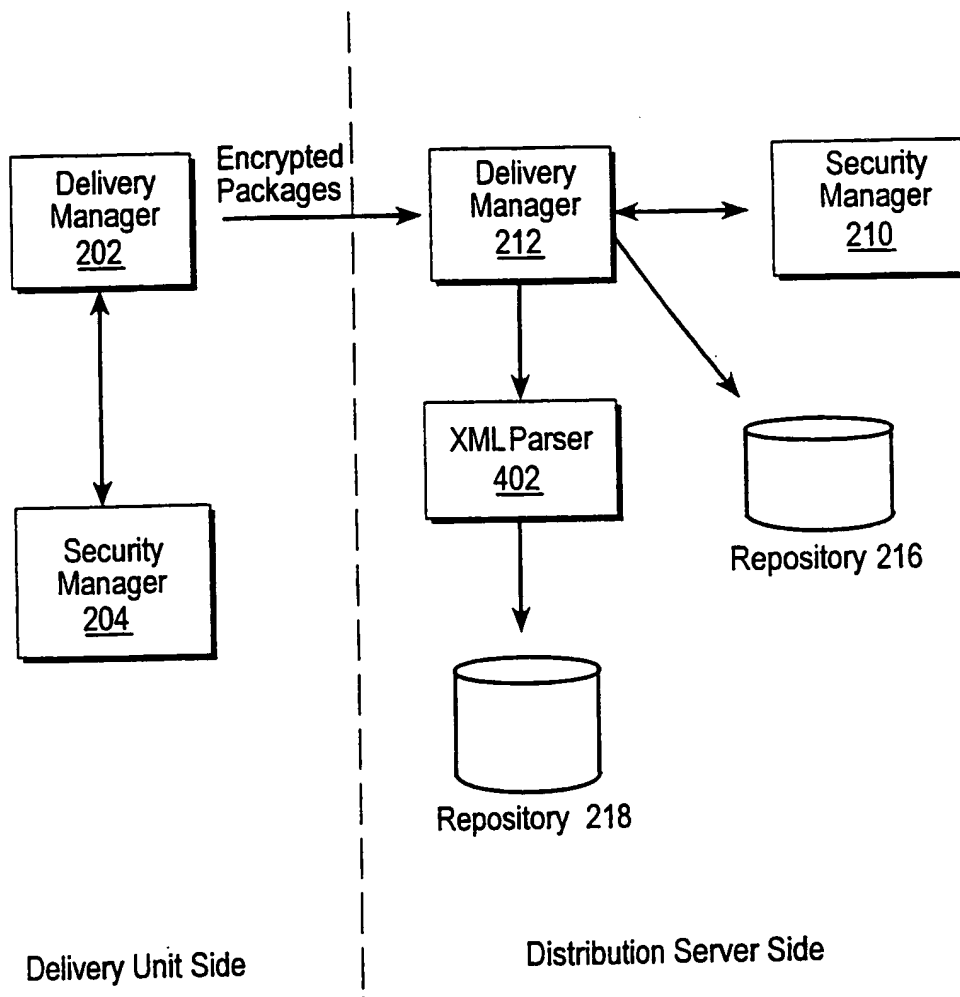 Delivery
Manager
202
Encrypted
Packages
Delivery
Manager
212
Security
Manager
210
XML Parser
402
Repository 216
Security
Manager
204
Repository 218
Delivery Unit Side
Distribution Server Side